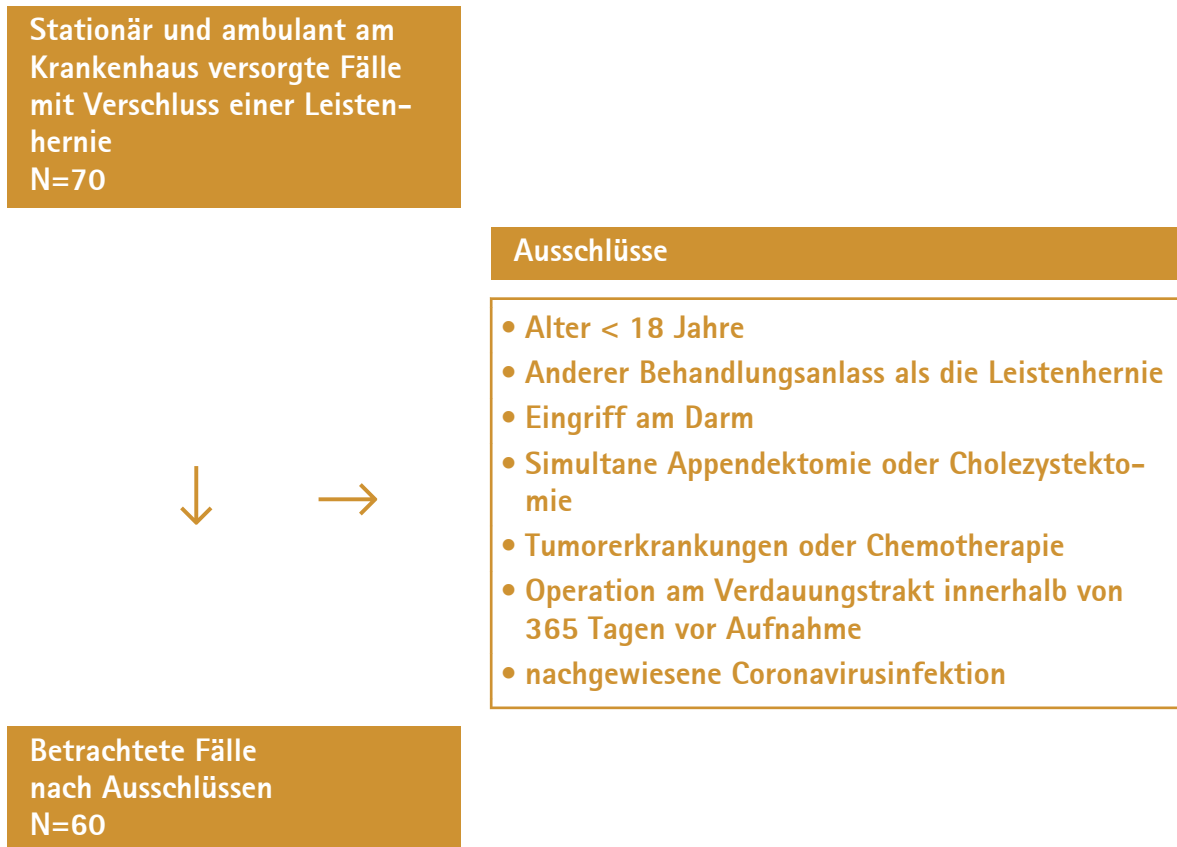 Stationär und ambulant am
Krankenhaus versorgte Fälle
mit Verschluss einer Leisten-
hernie
N=70
Ausschlüsse
• Alter < 18 Jahre
• Anderer Behandlungsanlass als die Leistenhernie
• Eingriff am Darm
• Simultane Appendektomie oder Cholezystekto-
mie
• Tumorerkrankungen oder Chemotherapie
• Operation am Verdauungstrakt innerhalb von
365 Tagen vor Aufnahme
• nachgewiesene Coronavirusinfektion
Betrachtete Fälle
nach Ausschlüssen
N=60